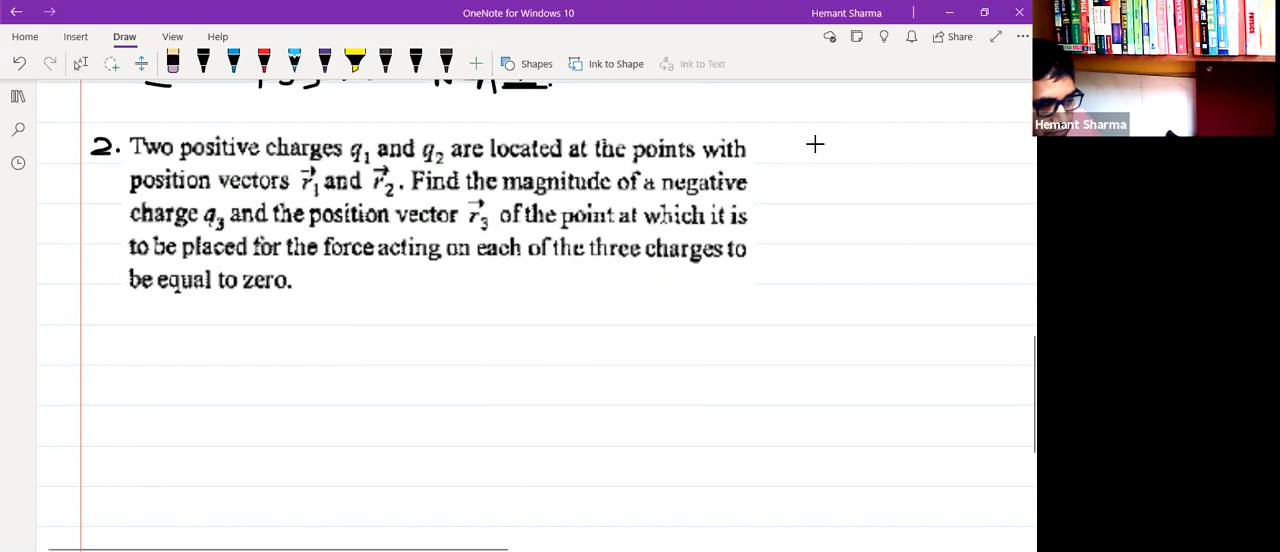 OneNote for Windows 10
Hemant Sharma
Home Insert Draw View Help
Share
Shapes Ink to Shape Ink to Text
Hemant Sharma
2. Two positive charges q₁ and q₂ are located at the points with
position vectors r⃗₁ and r⃗₂. Find the magnitude of a negative
charge q₃ and the position vector r⃗₃ of the point at which it is
to be placed for the force acting on each of the three charges to
be equal to zero.